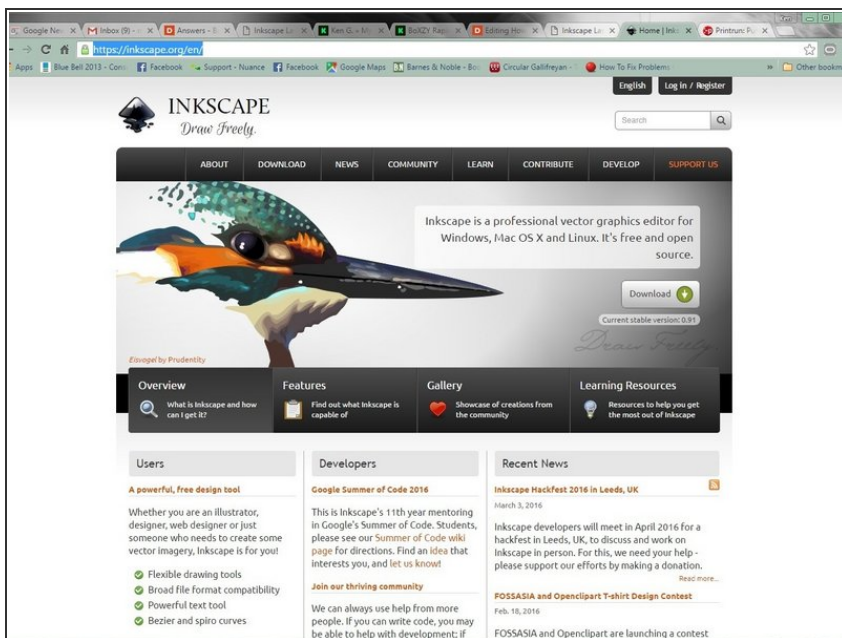 Google New
Inbox (9) -
Answers - B
Inkscape La
Ken G. » M
BoXZY Rap
Editing How
Inkscape La
Home | Inks
Printrun: Pu
https://inkscape.org/en/
Apps
Blue Bell 2013 - Cons
Facebook
Support - Nuance
Facebook
Google Maps
Barnes & Noble - Boo
Circular Gallifreyan -
How To Fix Problems
»
Other bookm
English
Log in / Register
INKSCAPE
Draw Freely.
Search
ABOUT DOWNLOAD NEWS COMMUNITY LEARN CONTRIBUTE DEVELOP SUPPORT US
Inkscape is a professional vector graphics editor for
Windows, Mac OS X and Linux. It's free and open
source.
Download
Current stable version: 0.91
Draw Freely.
Eisvogel by Prudentity
Overview
What is Inkscape and how
can I get it?
Features
Find out what Inkscape is
capable of
Gallery
Showcase of creations from
the community
Learning Resources
Resources to help you get
the most out of Inkscape
Users
A powerful, free design tool
Whether you are an illustrator,
designer, web designer or just
someone who needs to create some
vector imagery, Inkscape is for you!
Flexible drawing tools
Broad file format compatibility
Powerful text tool
Bezier and spiro curves
Developers
Google Summer of Code 2016
This is Inkscape's 11th year mentoring
in Google's Summer of Code. Students,
please see our Summer of Code wiki
page for directions. Find an idea that
interests you, and let us know!
Join our thriving community
We can always use help from more
people. If you can write code, you may
be able to help with development; if
Recent News
Inkscape Hackfest 2016 in Leeds, UK
March 3, 2016
Inkscape developers will meet in April 2016 for a
hackfest in Leeds, UK, to discuss and work on
Inkscape in person. For this, we need your help -
please support our efforts by making a donation.
Read more...
FOSSASIA and Openclipart T-shirt Design Contest
Feb. 18, 2016
FOSSASIA and Openclipart are launching a contest